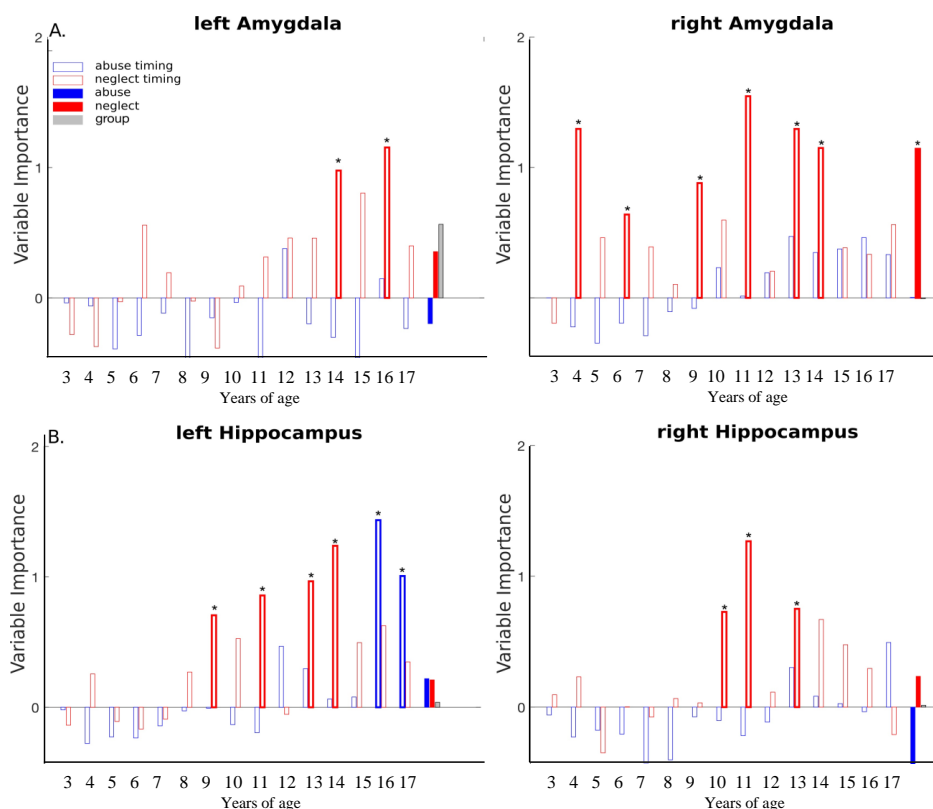 A.
left Amygdala
2
1
0
Variable Importance
abuse timing
neglect timing
abuse
neglect
group
* *
3 4 5 6 7 8 9 10 11 12 13 14 15 16 17
Years of age
right Amygdala
2
1
0
Variable Importance
* * * * * * *
3 4 5 6 7 8 9 10 11 12 13 14 15 16 17
Years of age
B.
left Hippocampus
2
1
0
Variable Importance
* * * * * *
3 4 5 6 7 8 9 10 11 12 13 14 15 16 17
Years of age
right Hippocampus
2
1
0
Variable Importance
* * *
3 4 5 6 7 8 9 10 11 12 13 14 15 16 17
Years of age